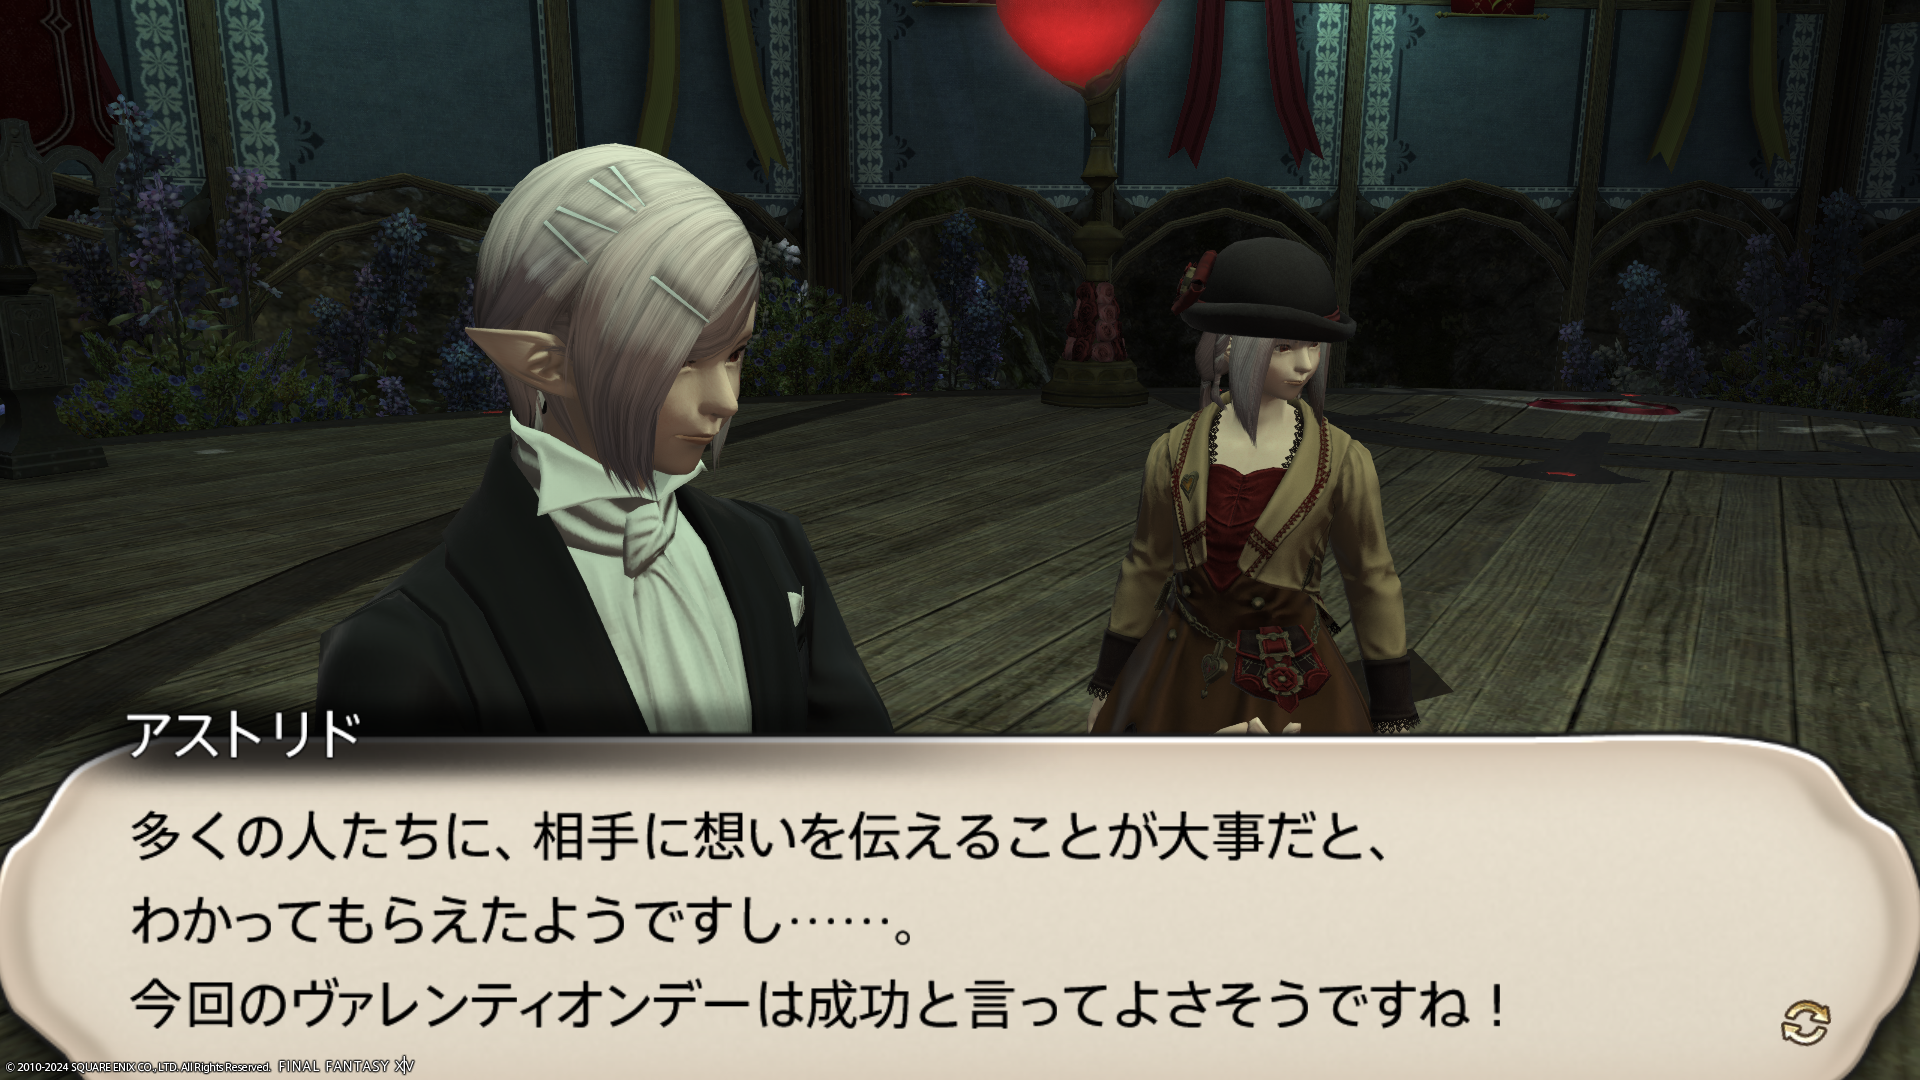 アストリド
多くの人たちに、相手に想いを伝えることが大事だと、
わかってもらえたようですし……。
今回のヴァレンティオンデーは成功と言ってよさそうですね！
© 2010-2024 SQUARE ENIX CO., LTD. All Rights Reserved. FINAL FANTASY XIV